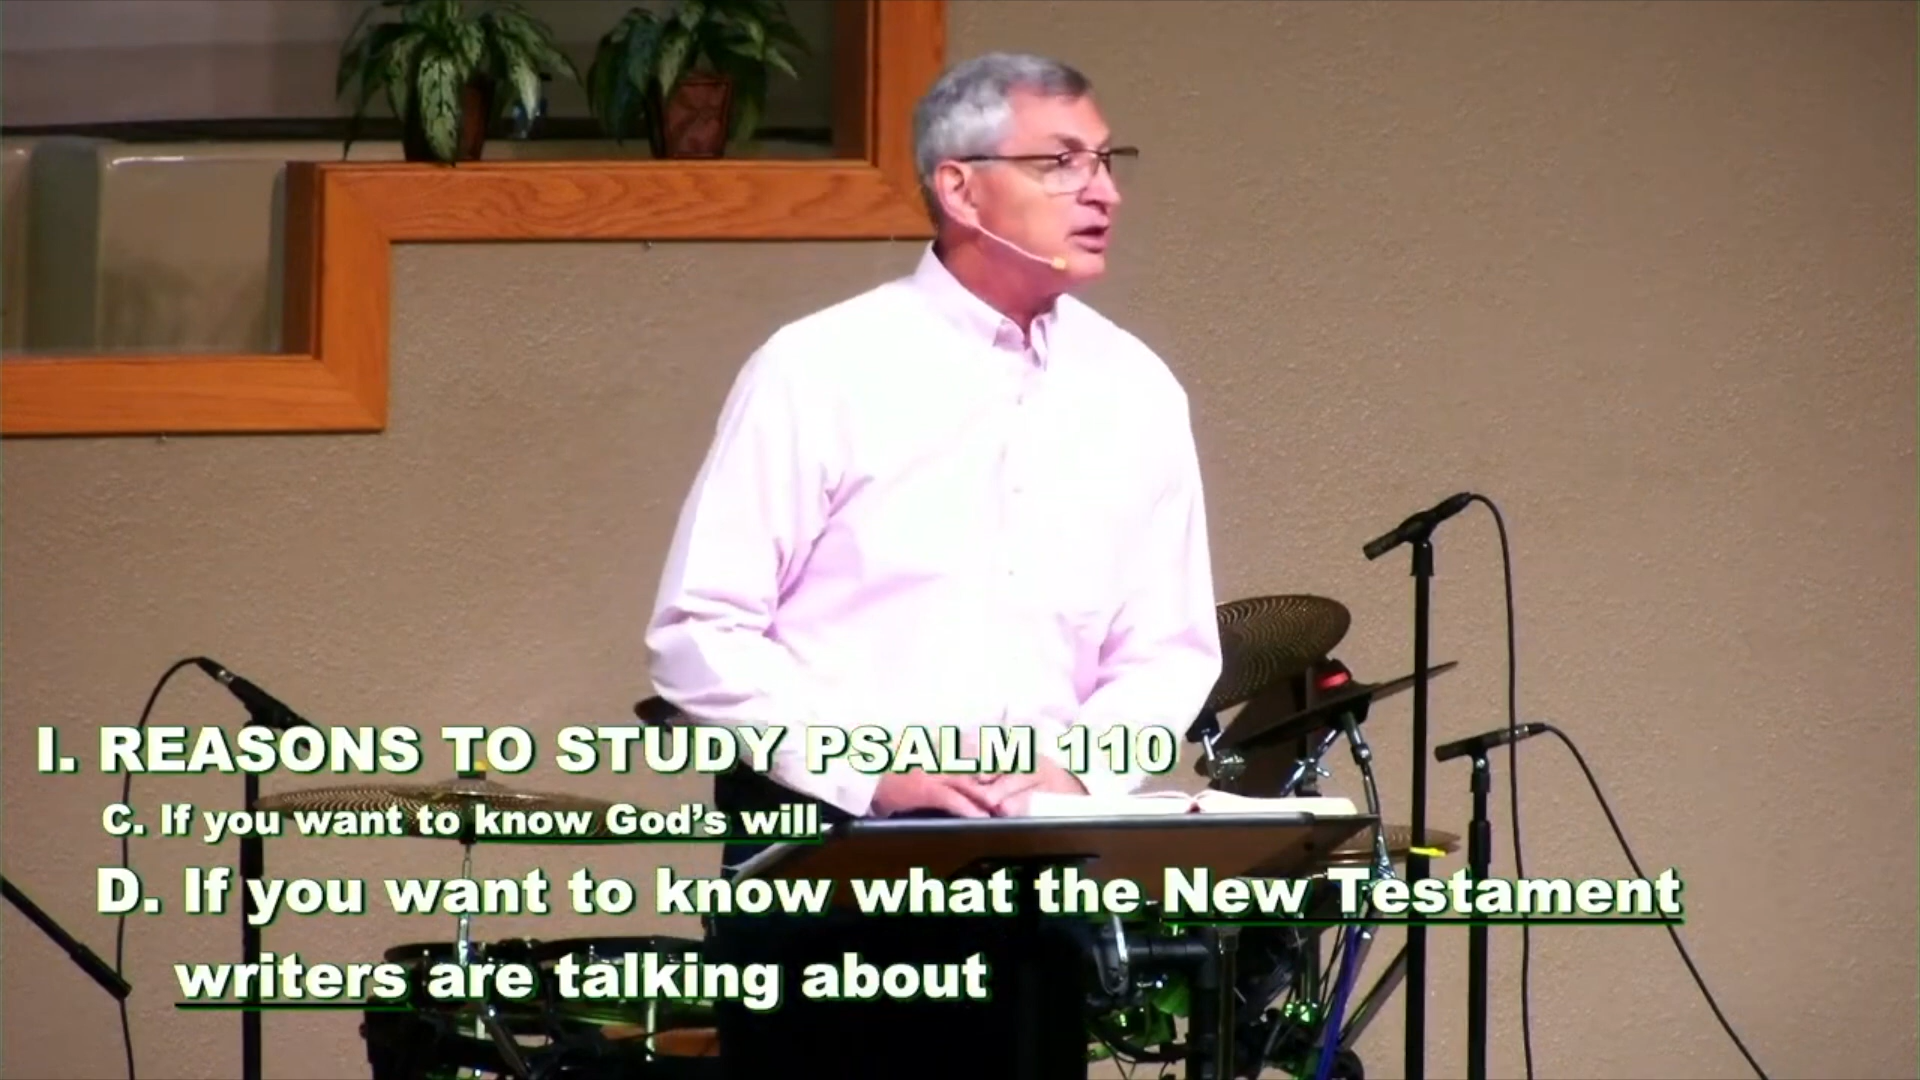 I. REASONS TO STUDY PSALM 110
C. If you want to know God's will
D. If you want to know what the New Testament
writers are talking about